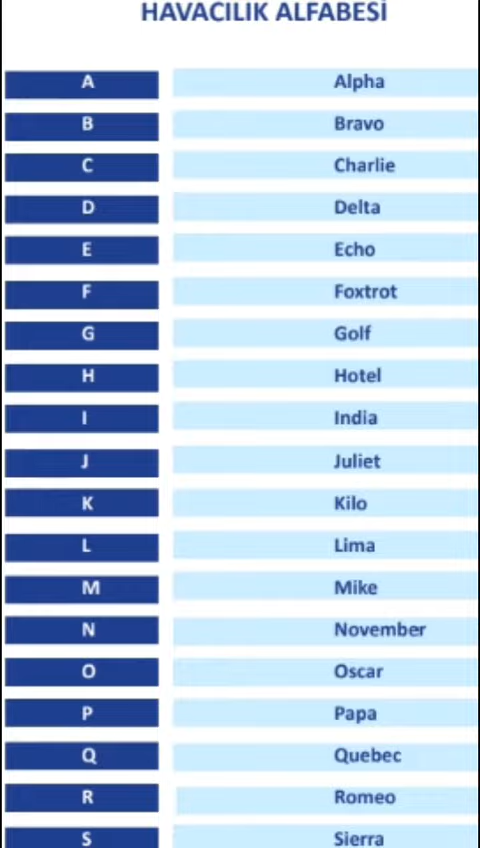 HAVACILIK ALFABESİ
A Alpha
B Bravo
C Charlie
D Delta
E Echo
F Foxtrot
G Golf
H Hotel
I India
J Juliet
K Kilo
L Lima
M Mike
N November
O Oscar
P Papa
Q Quebec
R Romeo
S Sierra